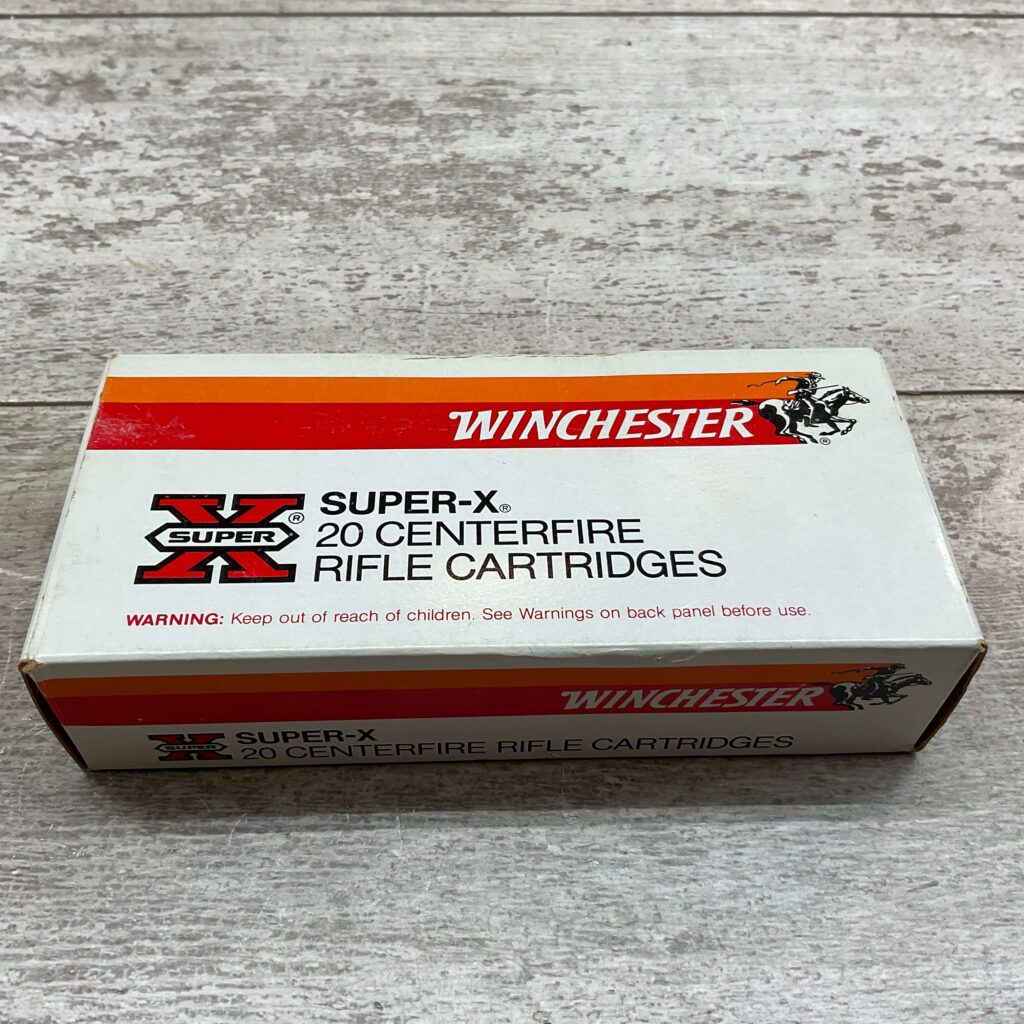 WINCHESTER
®
SUPER
®
SUPER-X®
20 CENTERFIRE
RIFLE CARTRIDGES
WARNING: Keep out of reach of children. See Warnings on back panel before use.
WINCHESTER
SUPER
SUPER-X
20 CENTERFIRE RIFLE CARTRIDGES